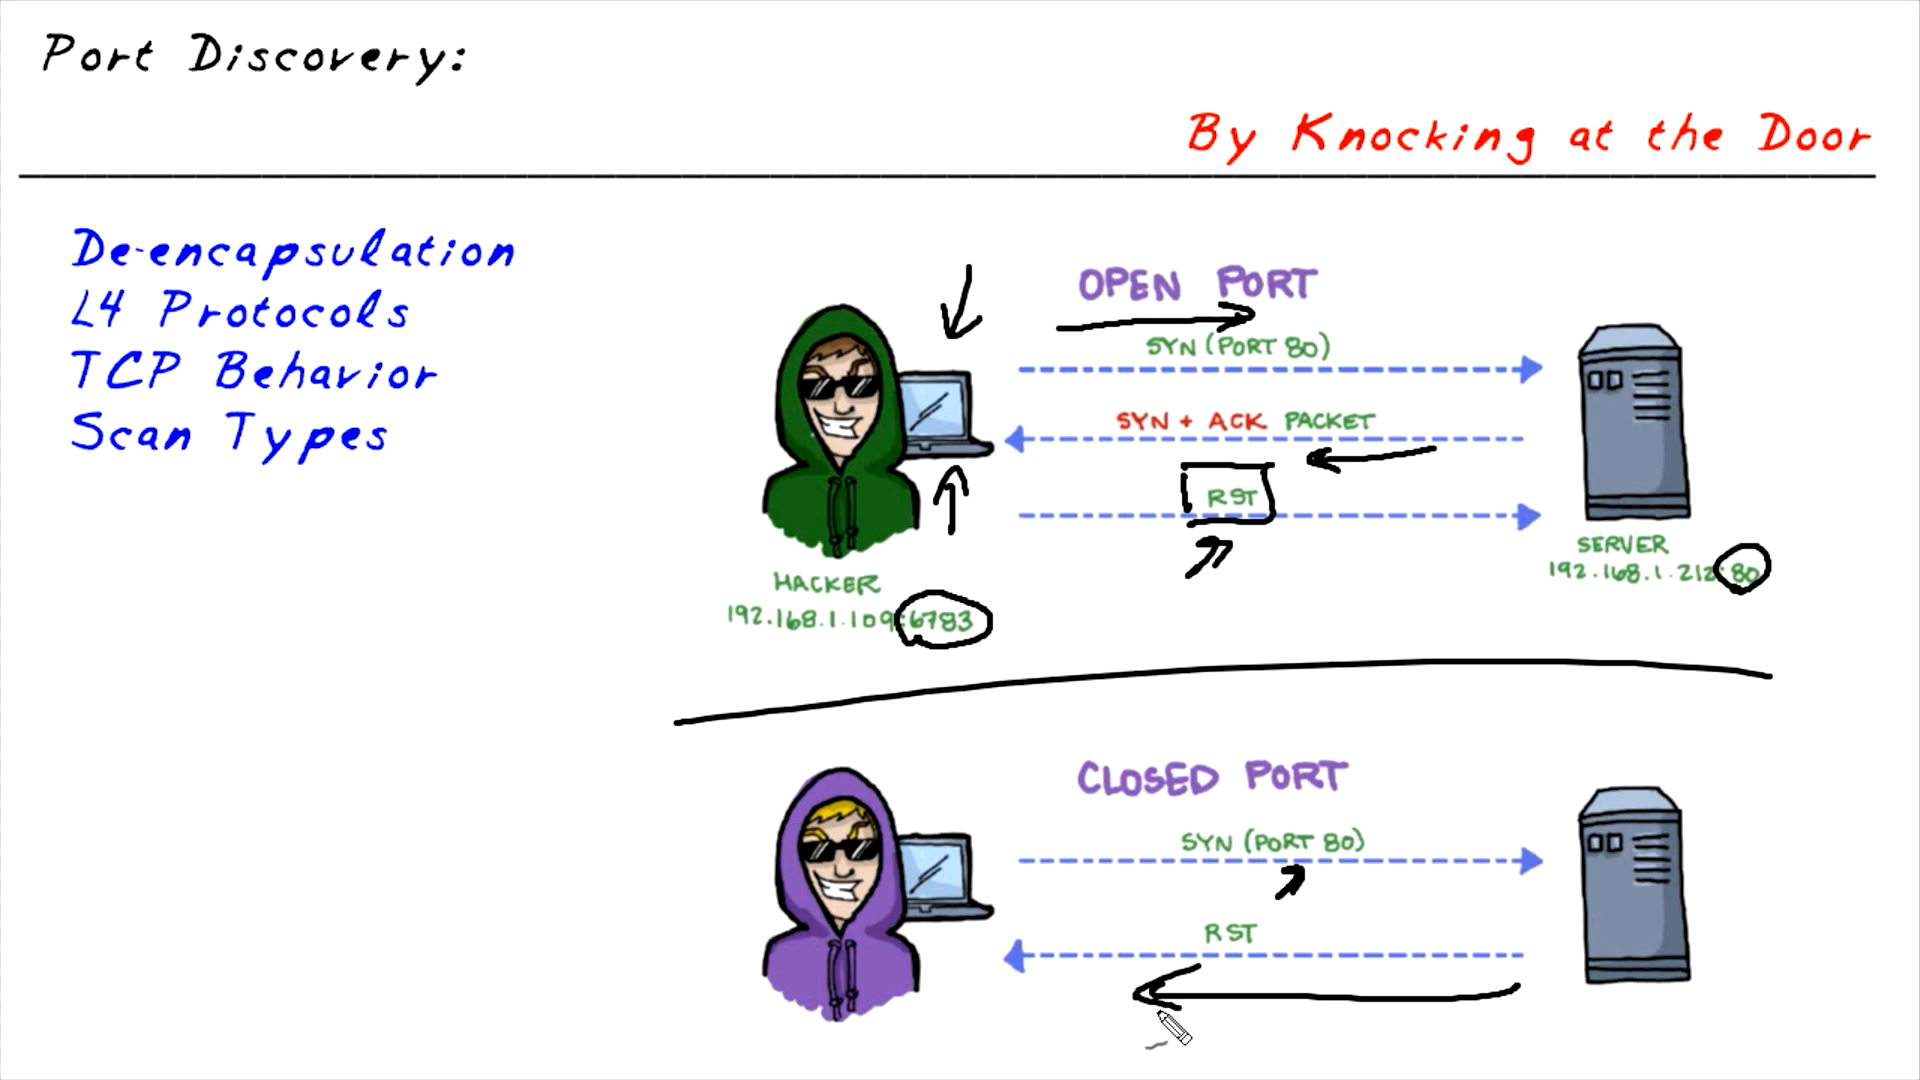 Port Discovery:
By Knocking at the Door
De-encapsulation
L4 Protocols
TCP Behavior
Scan Types
OPEN PORT
SYN (PORT 80)
SYN + ACK PACKET
RST
HACKER
192.168.1.109:6783
SERVER
192.168.1.212:80
CLOSED PORT
SYN (PORT 80)
RST